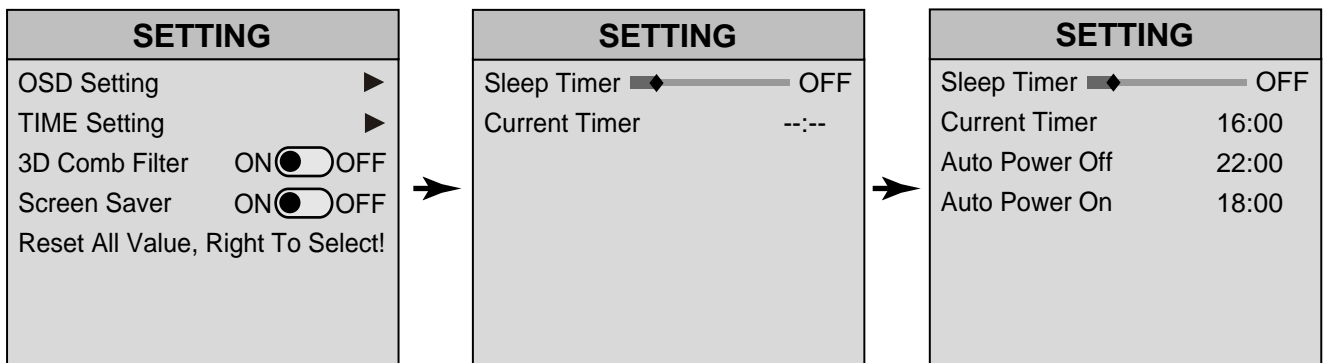 SETTING
OSD Setting
TIME Setting
3D Comb Filter ON OFF
Screen Saver ON OFF
Reset All Value, Right To Select!
SETTING
Sleep Timer OFF
Current Timer --:--
SETTING
Sleep Timer OFF
Current Timer 16:00
Auto Power Off 22:00
Auto Power On 18:00